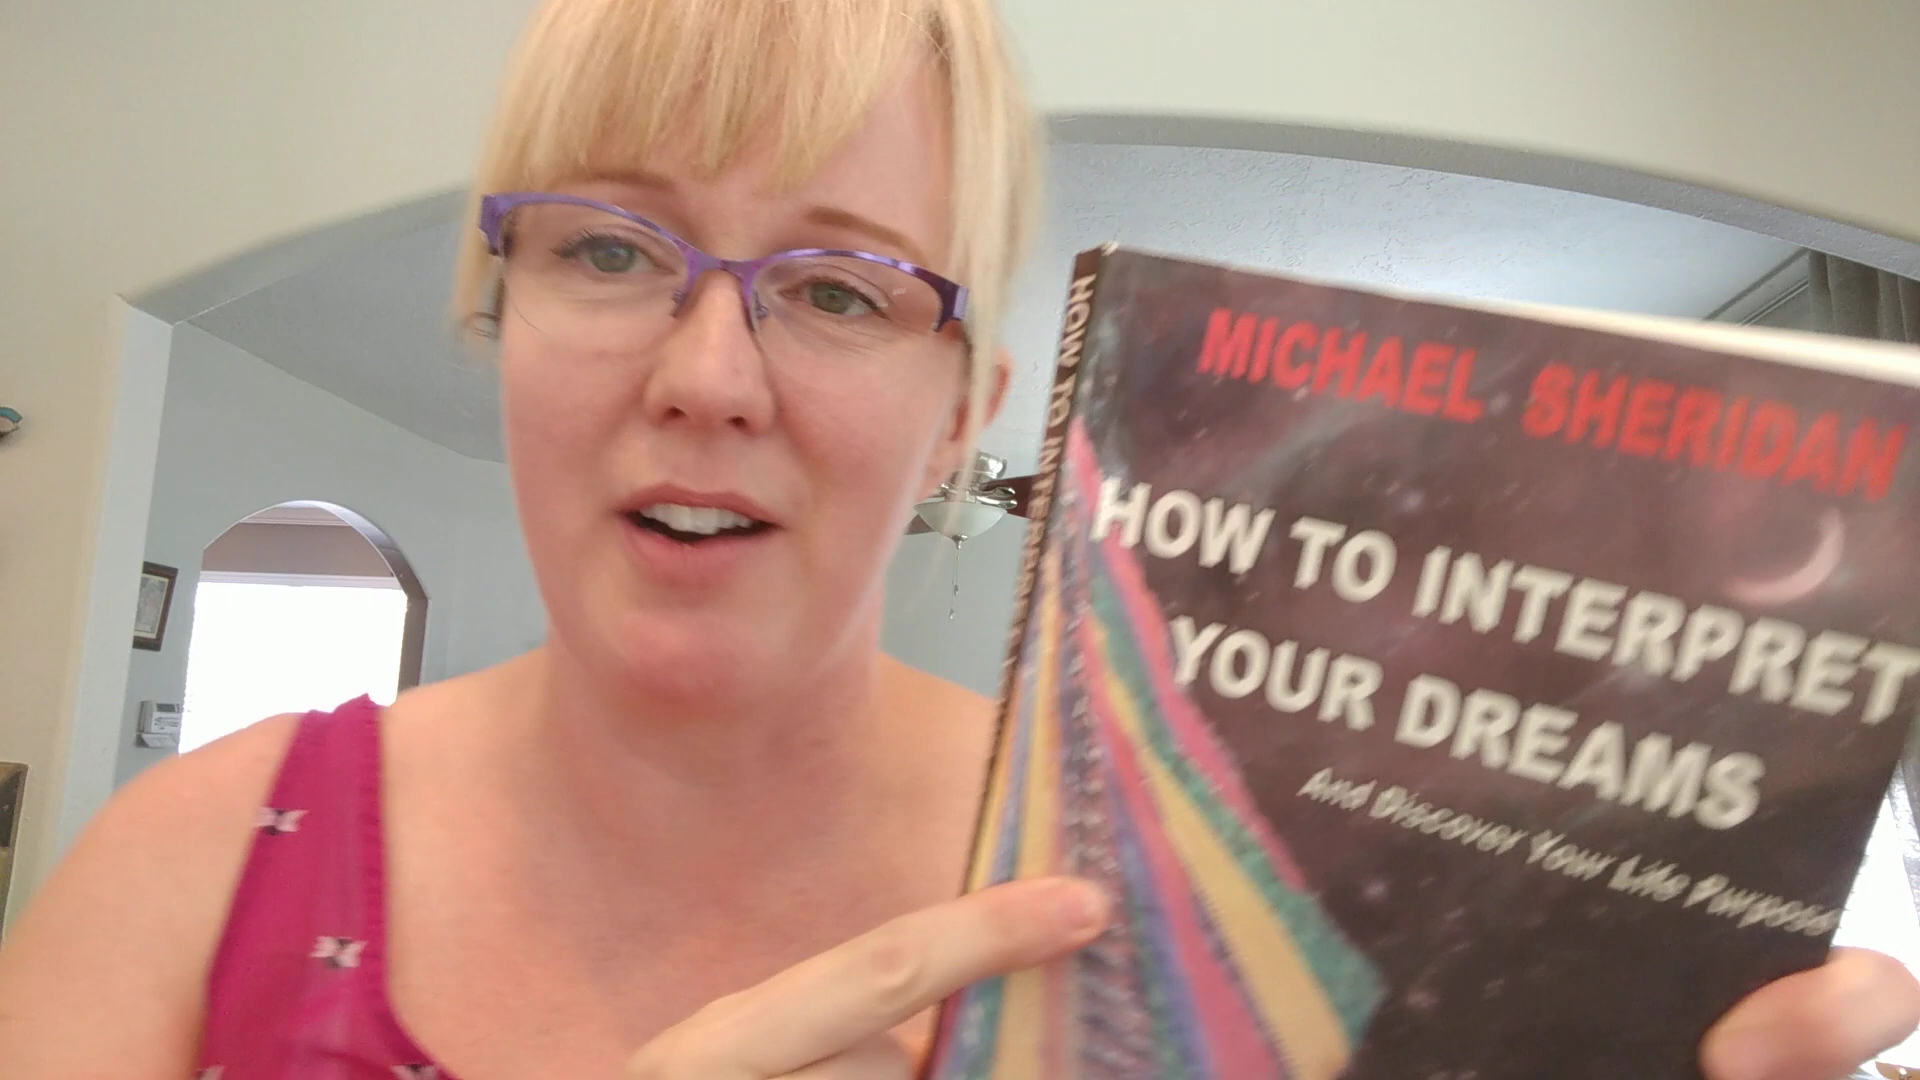 MICHAEL SHERIDAN
HOW TO INTERPRET
YOUR DREAMS
And Discover Your Life Purpose
HOW TO INTERPRET